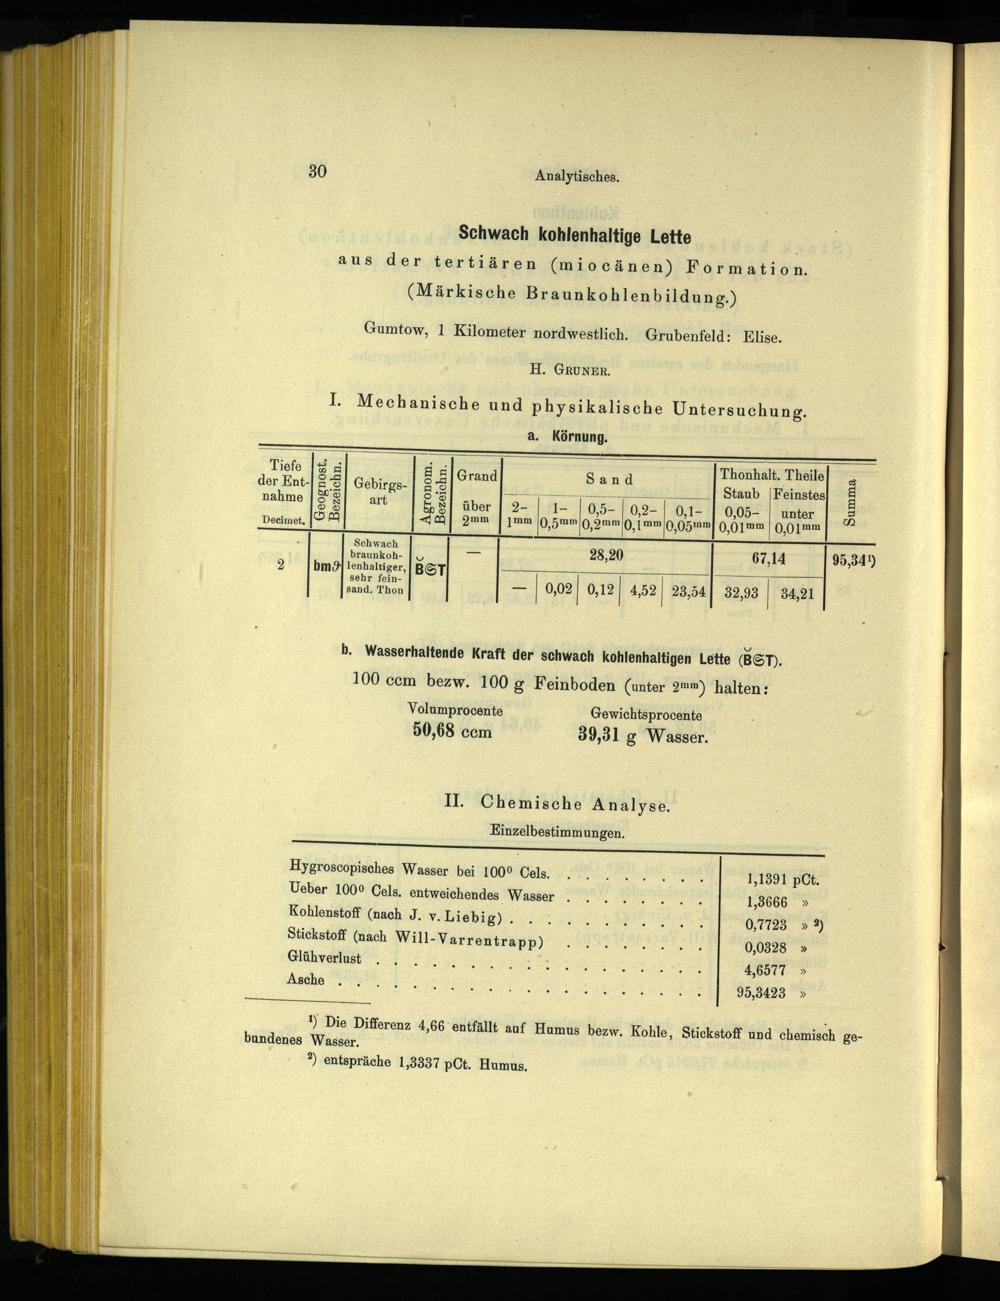 30
Analytisches.
Schwach kohlenhaltige Lette
aus der tertiären (miocänen) Formation.
(Märkische Braunkohlenbildung.)
Gumtow, 1 Kilometer nordwestlich. Grubenfeld: Elise.
H. Gruner.
I. Mechanische und physikalische Untersuchung.
a. Körnung.
Tiefe der Entnahme Decimet. | Geognost. Bezeichn. | Gebirgsart | Agronom. Bezeichn. | Grand über 2mm | Sand | Thonhalt. Theile | Summa
2–1mm | 1–0,5mm | 0,5–0,2mm | 0,2–0,1mm | 0,1–0,05mm | Staub 0,05–0,01mm | Feinstes unter 0,01mm
2 | bmϑ | Schwach braunkohlenhaltiger, sehr feinsand. Thon | B̆ŚT | — | 28,20 | 67,14 | 95,34¹)
— | 0,02 | 0,12 | 4,52 | 23,54 | 32,93 | 34,21
b. Wasserhaltende Kraft der schwach kohlenhaltigen Lette (B̆ŚT).
100 ccm bezw. 100 g Feinboden (unter 2mm) halten:
Volumprocente Gewichtsprocente
50,68 ccm 39,31 g Wasser.
II. Chemische Analyse.
Einzelbestimmungen.
Hygroscopisches Wasser bei 100⁰ Cels. . . . . . . . . 1,1391 pCt.
Ueber 100⁰ Cels. entweichendes Wasser . . . . . . . . 1,3666 »
Kohlenstoff (nach J. v. Liebig) . . . . . . . . . . . 0,7723 » ²)
Stickstoff (nach Will-Varrentrapp) . . . . . . . . 0,0328 »
Glühverlust . . . . . . . . . . . . . . . . . . 4,6577 »
Asche . . . . . . . . . . . . . . . . . . . . 95,3423 »
¹) Die Differenz 4,66 entfällt auf Humus bezw. Kohle, Stickstoff und chemisch ge-
bundenes Wasser.
²) entspräche 1,3337 pCt. Humus.